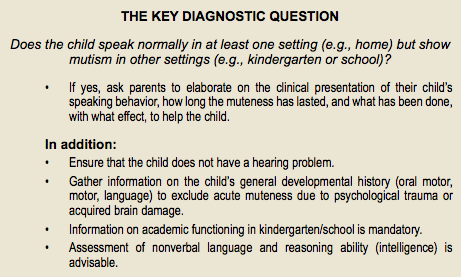 THE KEY DIAGNOSTIC QUESTION
Does the child speak normally in at least one setting (e.g., home) but show
mutism in other settings (e.g., kindergarten or school)?
• If yes, ask parents to elaborate on the clinical presentation of their child's
speaking behavior, how long the muteness has lasted, and what has been done,
with what effect, to help the child.
In addition:
• Ensure that the child does not have a hearing problem.
• Gather information on the child's general developmental history (oral motor,
motor, language) to exclude acute muteness due to psychological trauma or
acquired brain damage.
• Information on academic functioning in kindergarten/school is mandatory.
• Assessment of nonverbal language and reasoning ability (intelligence) is
advisable.